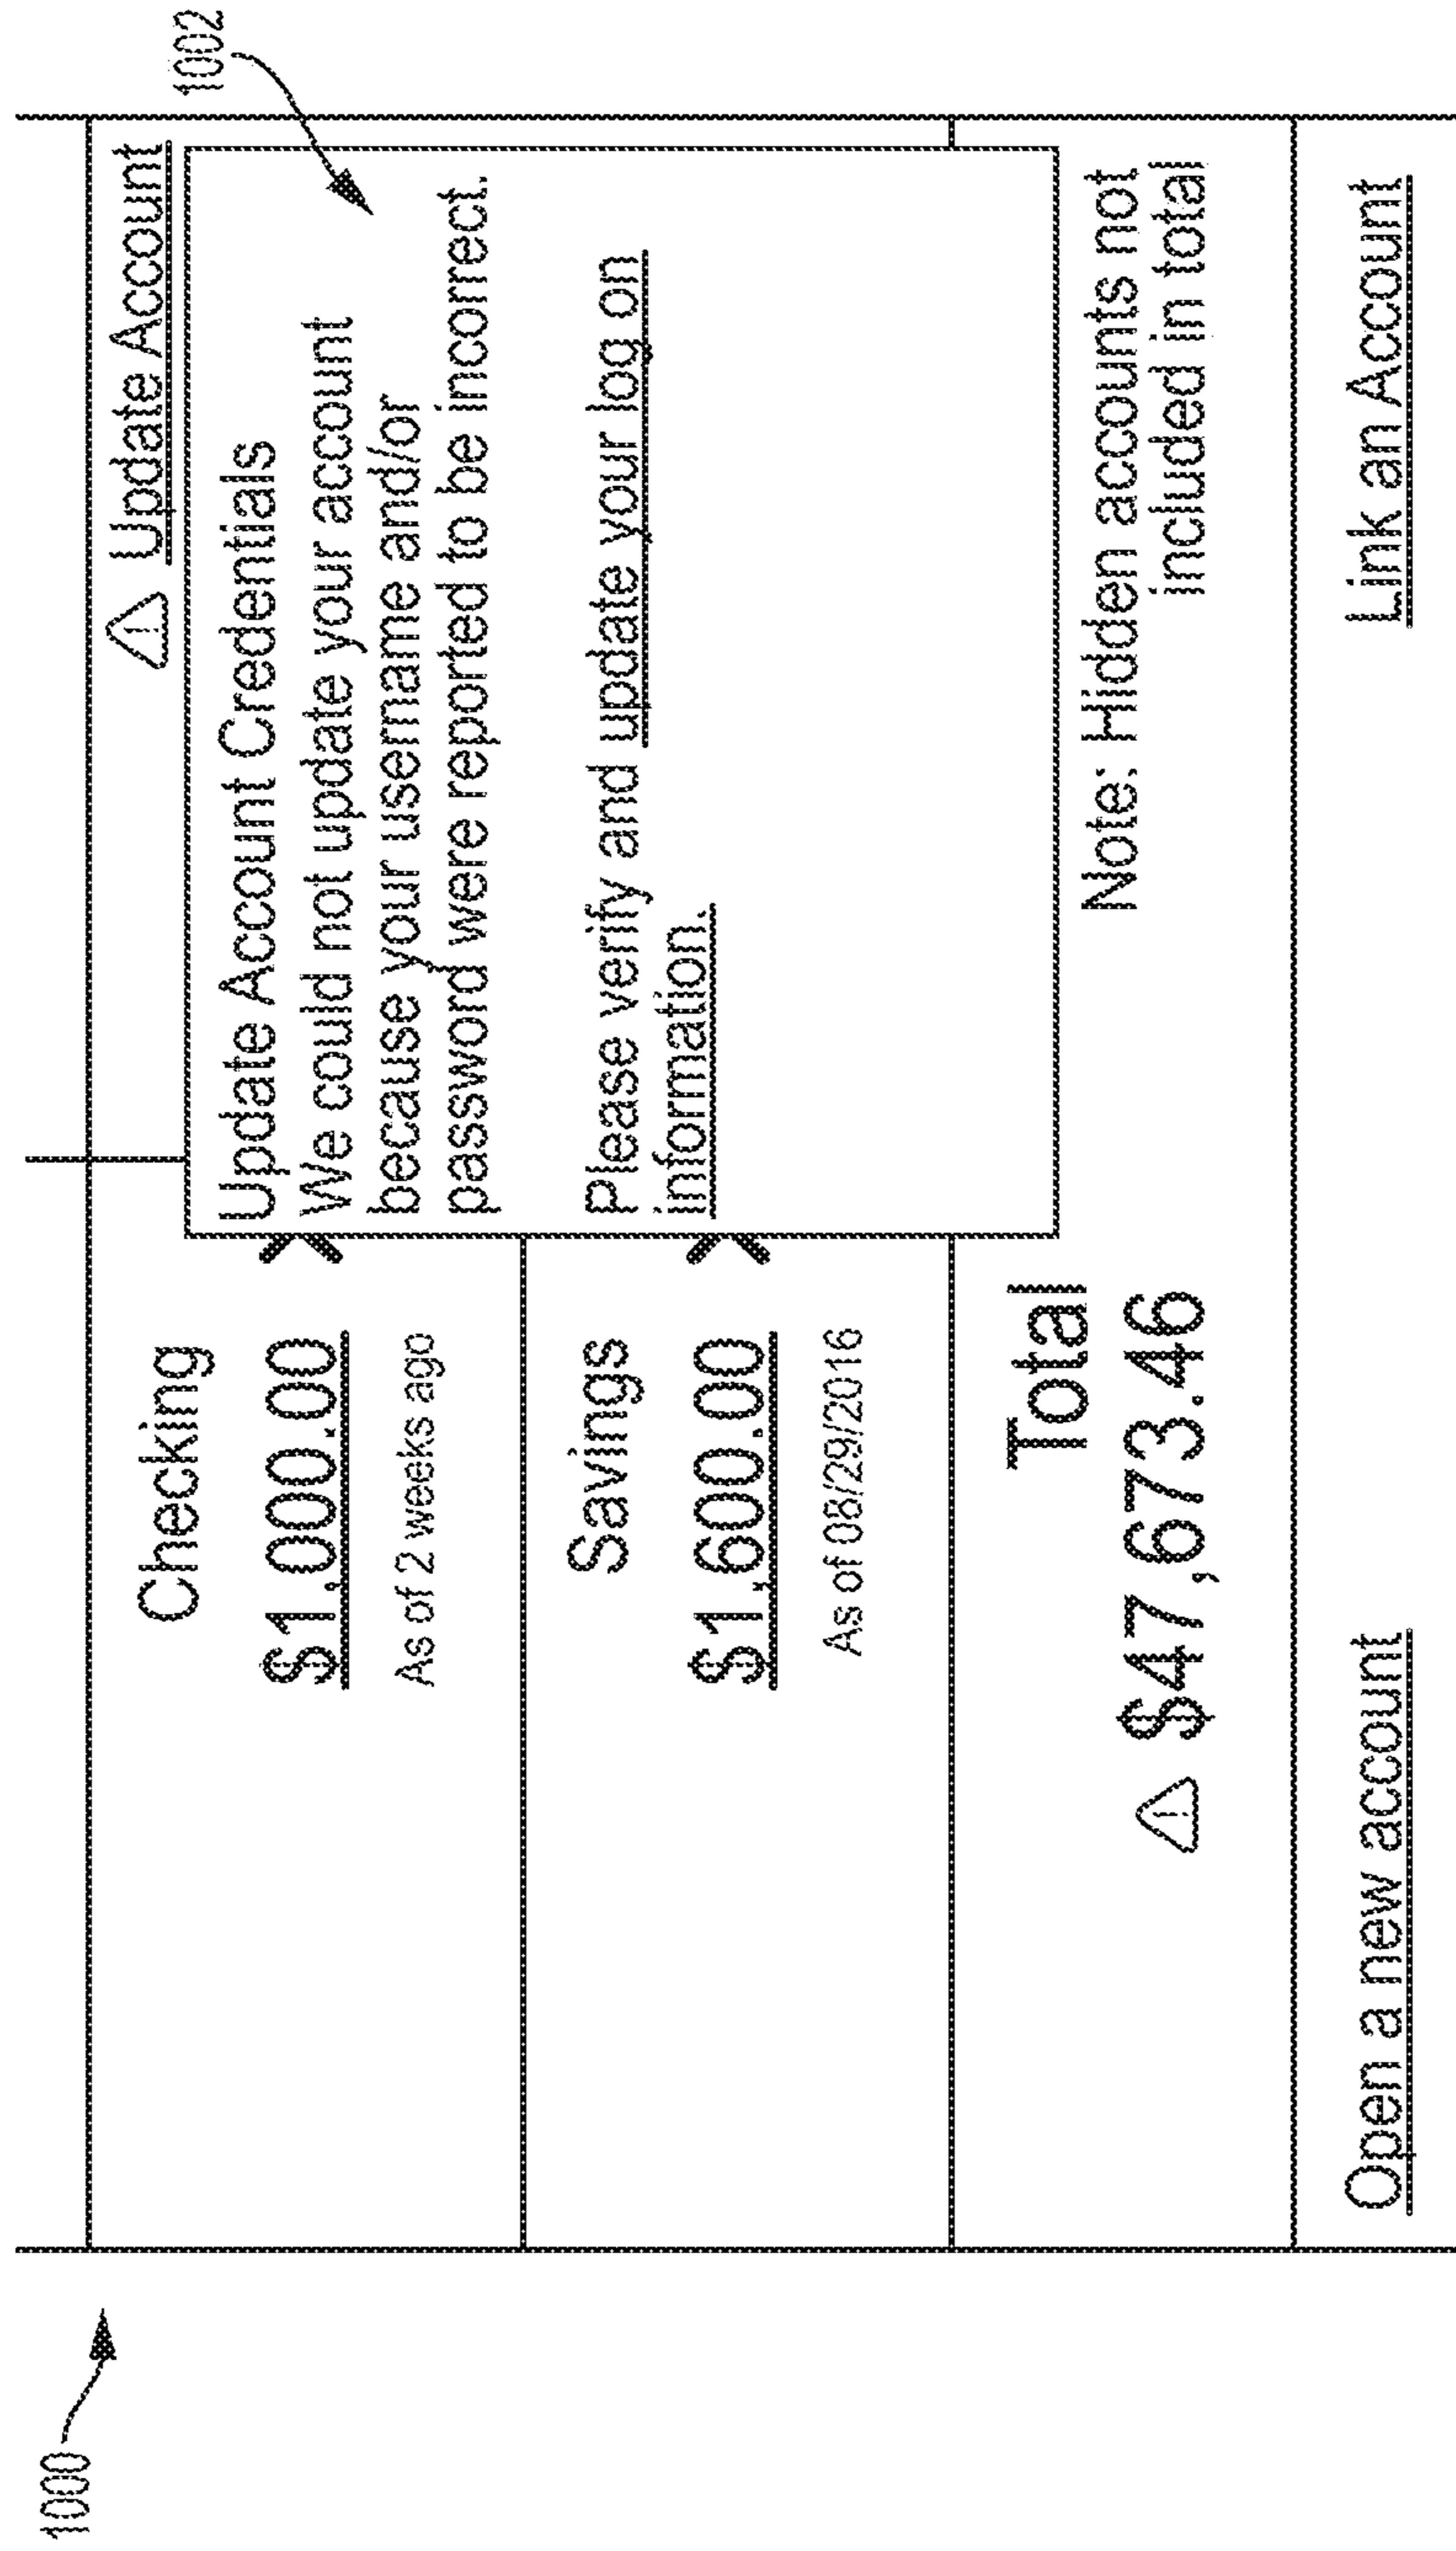 1000
1002
Update Account
Checking
$1,000.00
As of 2 weeks ago
Update Account Credentials
We could not update your account
because your username and/or
password were reported to be incorrect.
Please verify and update your log on
information.
Savings
$1,600.00
As of 08/29/2016
Total
$47,673.46
Note: Hidden accounts not
included in total
Open a new account
Link an Account